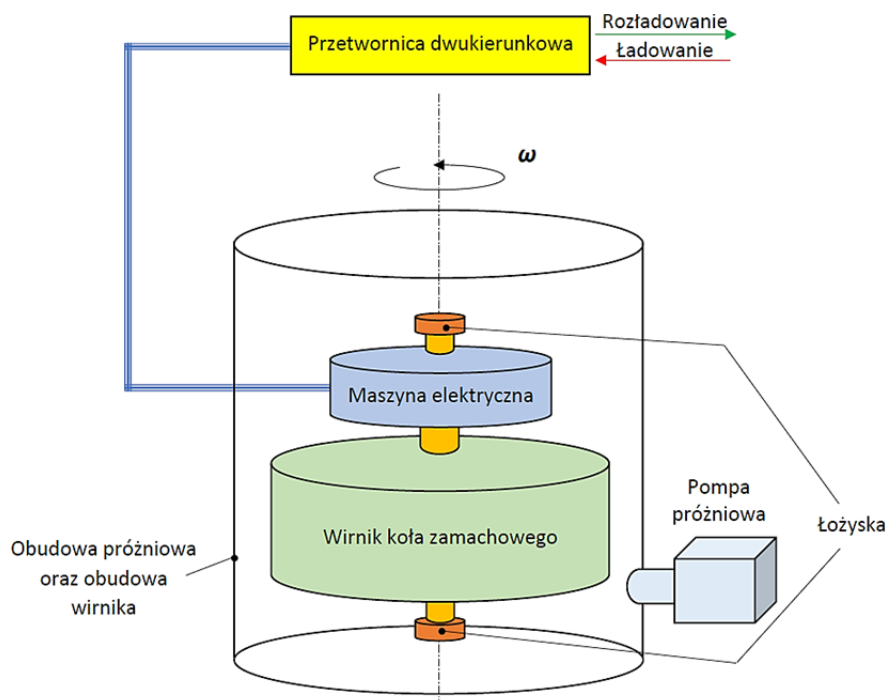 Przetwornica dwukierunkowa
Rozładowanie
Ładowanie
ω
Maszyna elektryczna
Wirnik koła zamachowego
Pompa
próżniowa
Łożyska
Obudowa próżniowa
oraz obudowa
wirnika